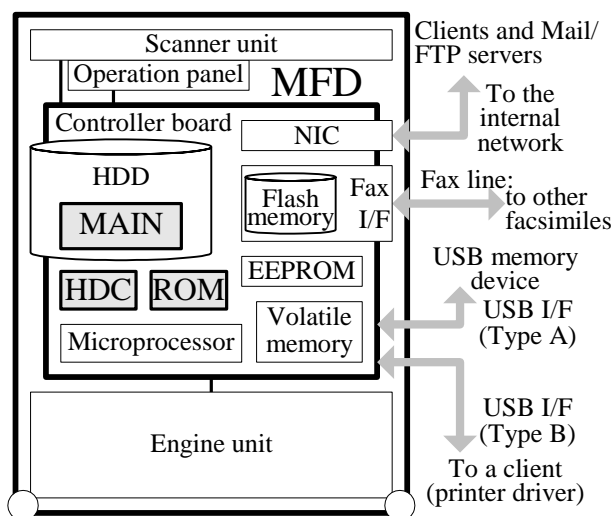 Scanner unit
Operation panel
MFD
Controller board
NIC
HDD
MAIN
Flash
memory
Fax
I/F
HDC
ROM
EEPROM
Microprocessor
Volatile
memory
Engine unit
Clients and Mail/
FTP servers
To the
internal
network
Fax line:
to other
facsimiles
USB memory
device
USB I/F
(Type A)
USB I/F
(Type B)
To a client
(printer driver)